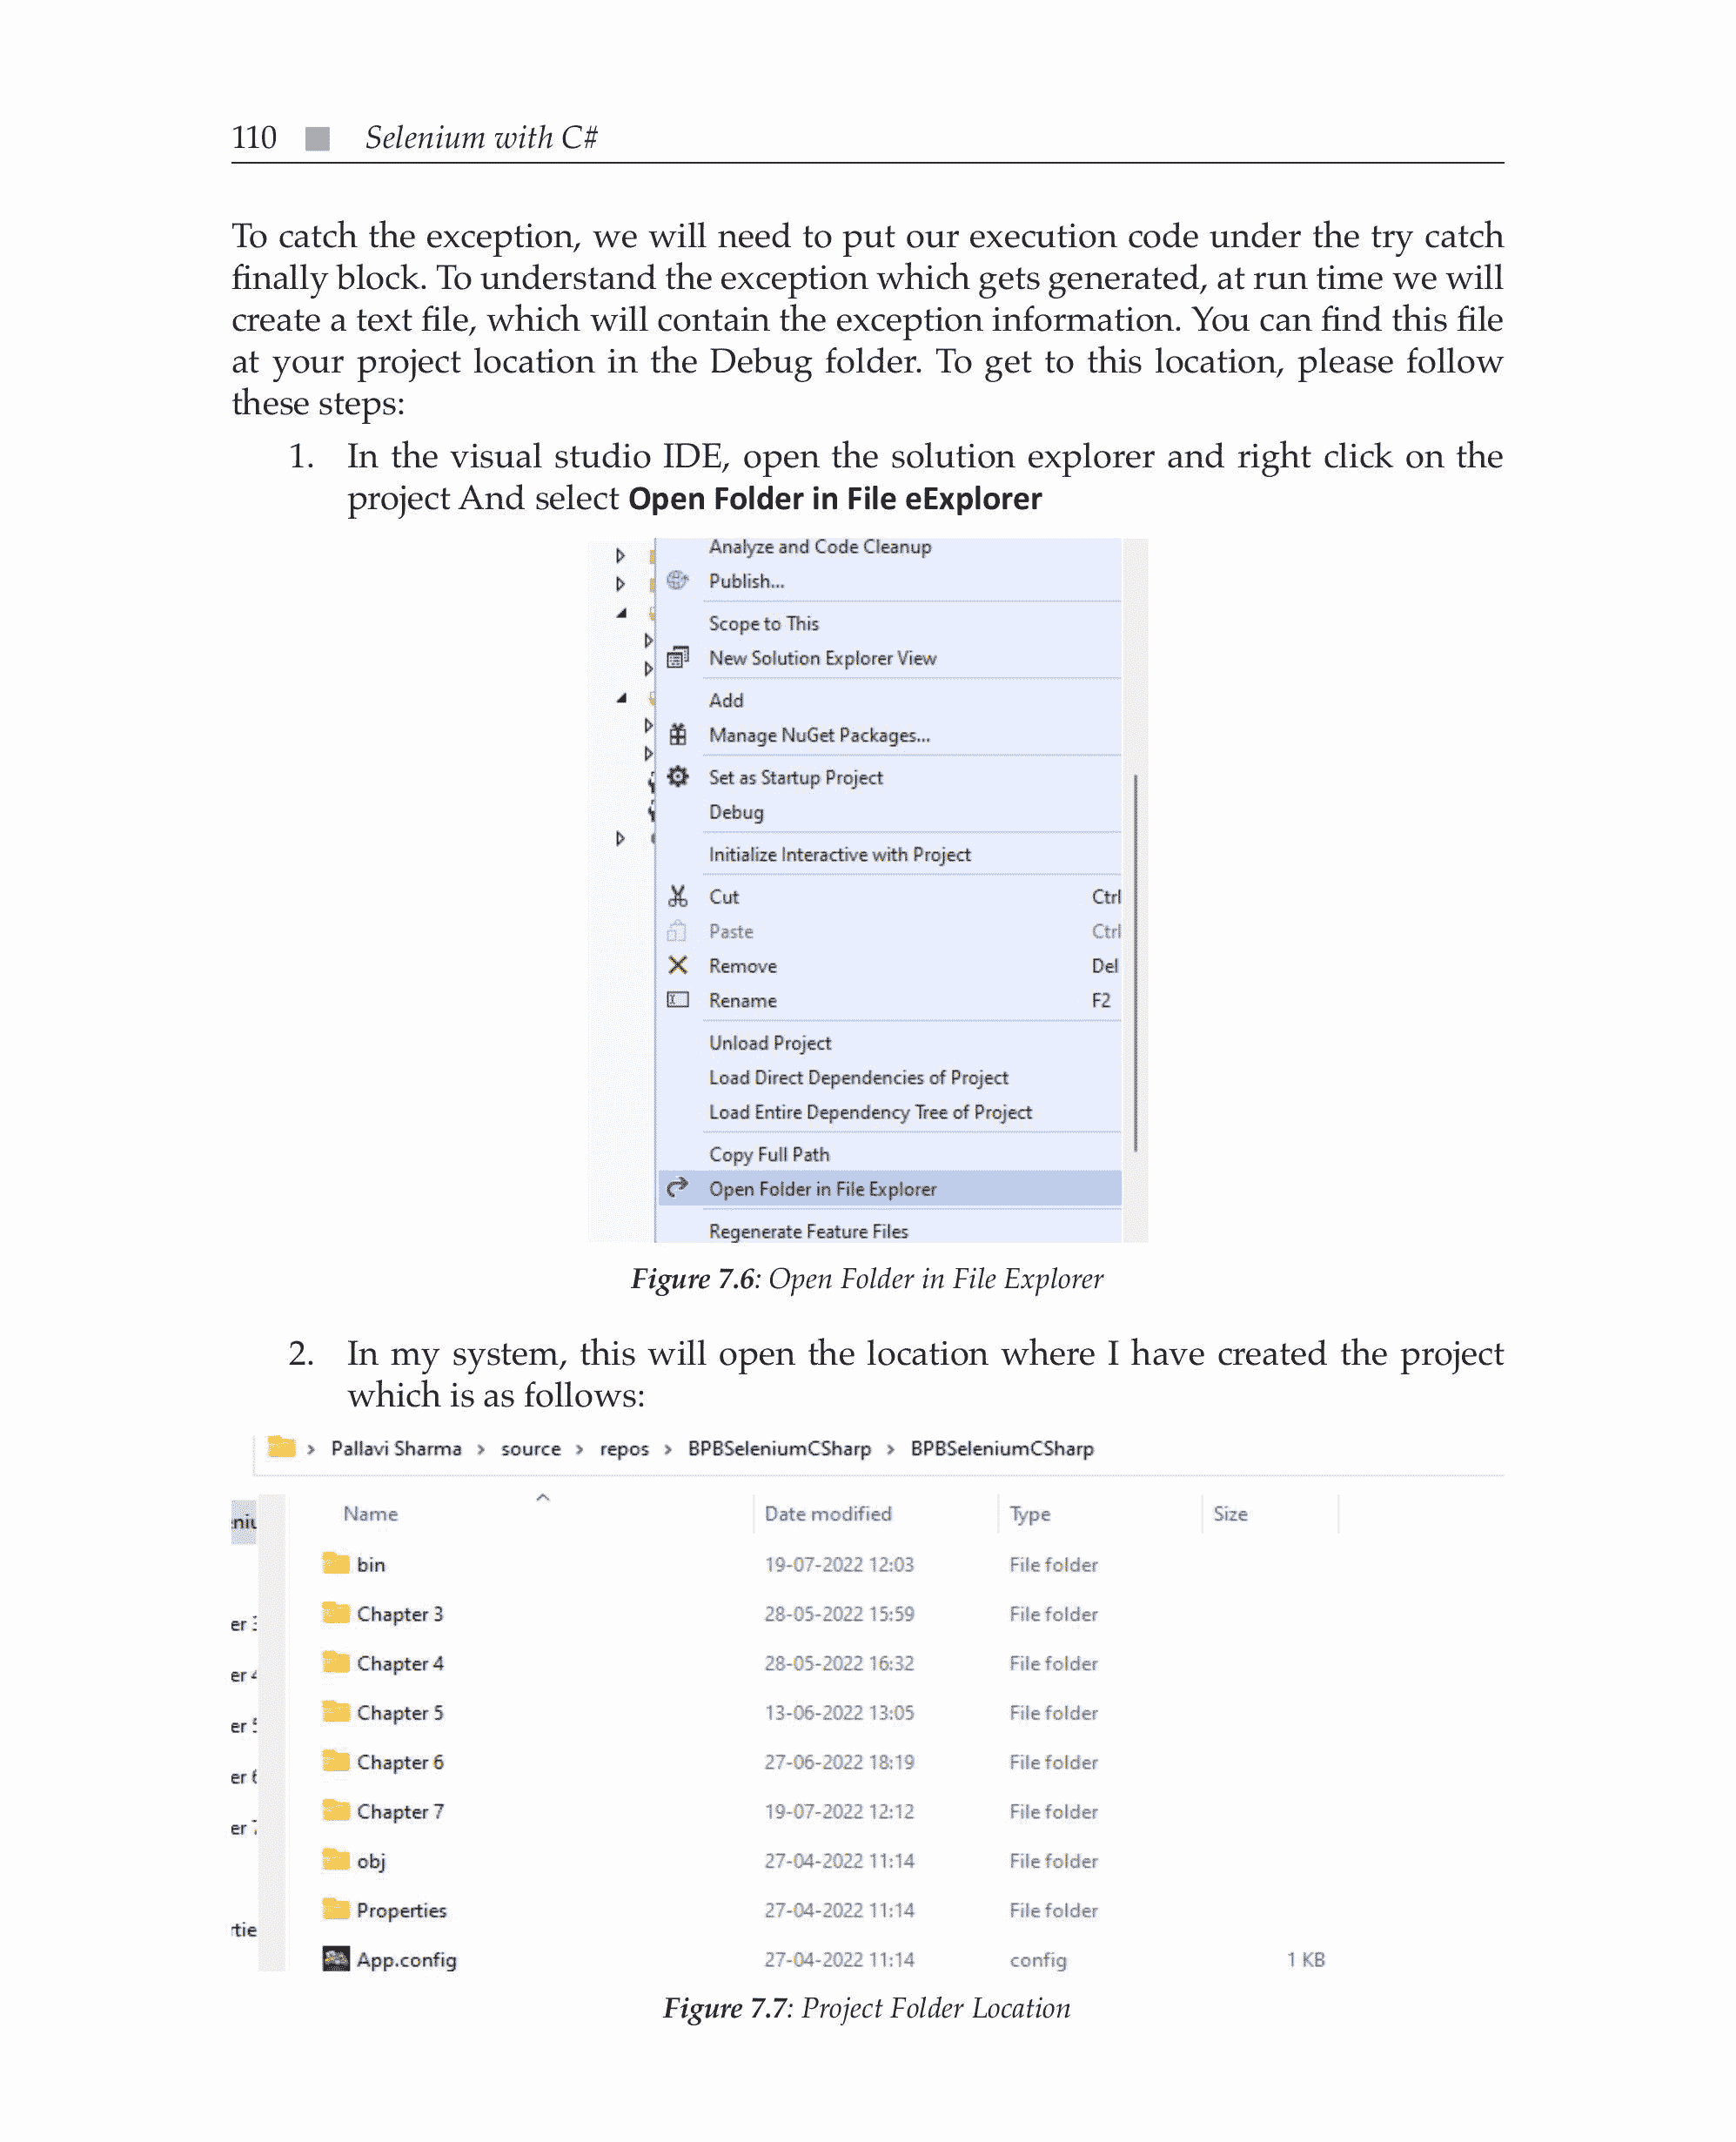 110 Selenium with C#
To catch the exception, we will need to put our execution code under the try catch
finally block. To understand the exception which gets generated, at run time we will
create a text file, which will contain the exception information. You can find this file
at your project location in the Debug folder. To get to this location, please follow
these steps:
1. In the visual studio IDE, open the solution explorer and right click on the
project And select Open Folder in File eExplorer
Analyze and Code Cleanup
Publish...
Scope to This
New Solution Explorer View
Add
Manage NuGet Packages...
Set as Startup Project
Debug
Initialize Interactive with Project
Cut Ctrl
Paste Ctrl
Remove Del
Rename F2
Unload Project
Load Direct Dependencies of Project
Load Entire Dependency Tree of Project
Copy Full Path
Open Folder in File Explorer
Regenerate Feature Files
Figure 7.6: Open Folder in File Explorer
2. In my system, this will open the location where I have created the project
which is as follows:
> Pallavi Sharma > source > repos > BPBSeleniumCSharp > BPBSeleniumCSharp
Name Date modified Type Size
bin 19-07-2022 12:03 File folder
Chapter 3 28-05-2022 15:59 File folder
Chapter 4 28-05-2022 16:32 File folder
Chapter 5 13-06-2022 13:05 File folder
Chapter 6 27-06-2022 18:19 File folder
Chapter 7 19-07-2022 12:12 File folder
obj 27-04-2022 11:14 File folder
Properties 27-04-2022 11:14 File folder
App.config 27-04-2022 11:14 config 1 KB
Figure 7.7: Project Folder Location